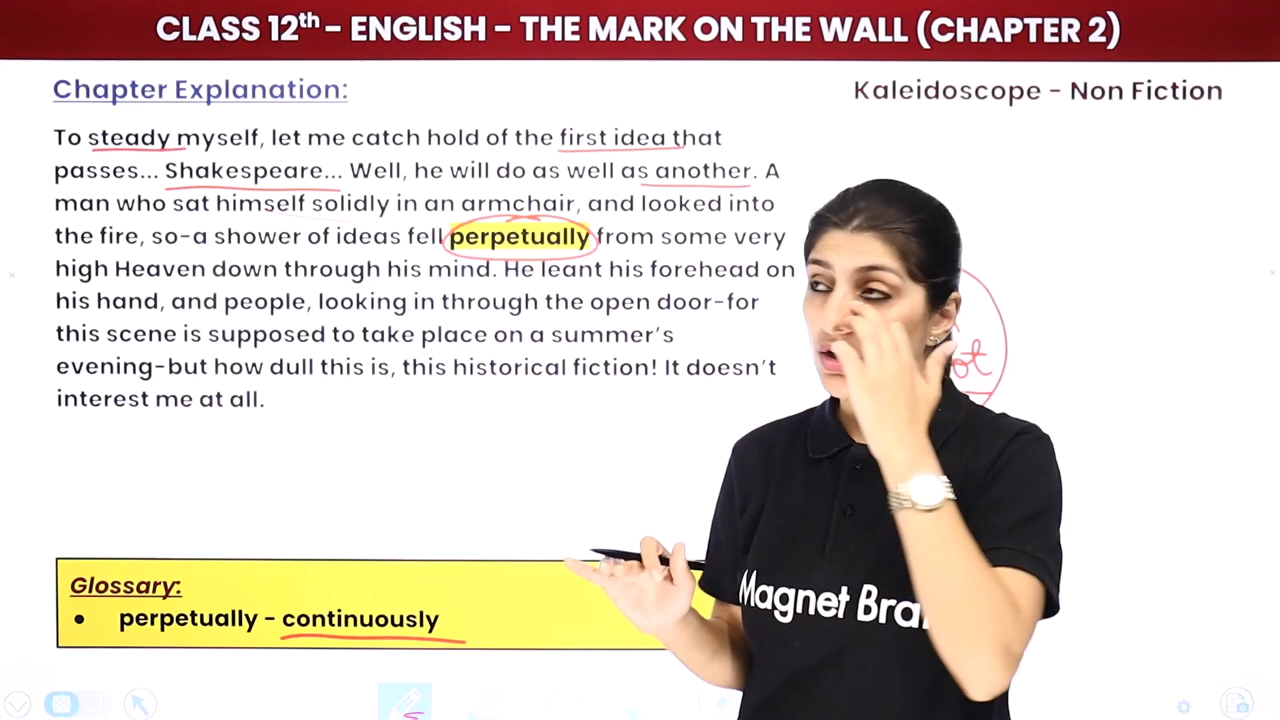 CLASS 12th - ENGLISH - THE MARK ON THE WALL (CHAPTER 2)
Chapter Explanation:
Kaleidoscope - Non Fiction
To steady myself, let me catch hold of the first idea that
passes... Shakespeare... Well, he will do as well as another. A
man who sat himself solidly in an armchair, and looked into
the fire, so-a shower of ideas fell perpetually from some very
high Heaven down through his mind. He leant his forehead on
his hand, and people, looking in through the open door-for
this scene is supposed to take place on a summer's
evening-but how dull this is, this historical fiction! It doesn't
interest me at all.
Glossary:
• perpetually - continuously
Magnet